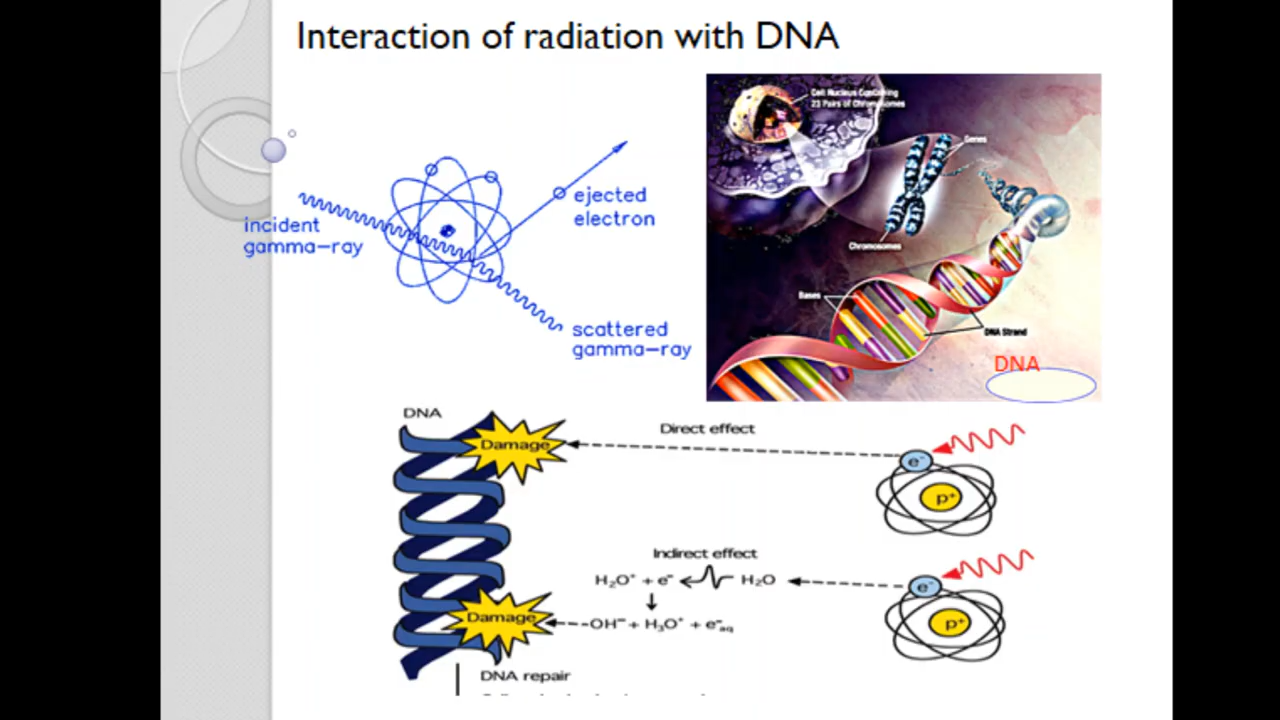 Interaction of radiation with DNA
incident
gamma-ray
ejected
electron
scattered
gamma-ray
Cell Nucleus Containing
23 Pairs of Chromosomes
Genes
Chromosomes
Bases
DNA Strand
DNA
DNA
Damage
Direct effect
e⁻
p⁺
Indirect effect
H₂O⁺ + e⁻
H₂O
e⁻
p⁺
Damage
OH⁻ + H₃O⁺ + e⁻aq
DNA repair